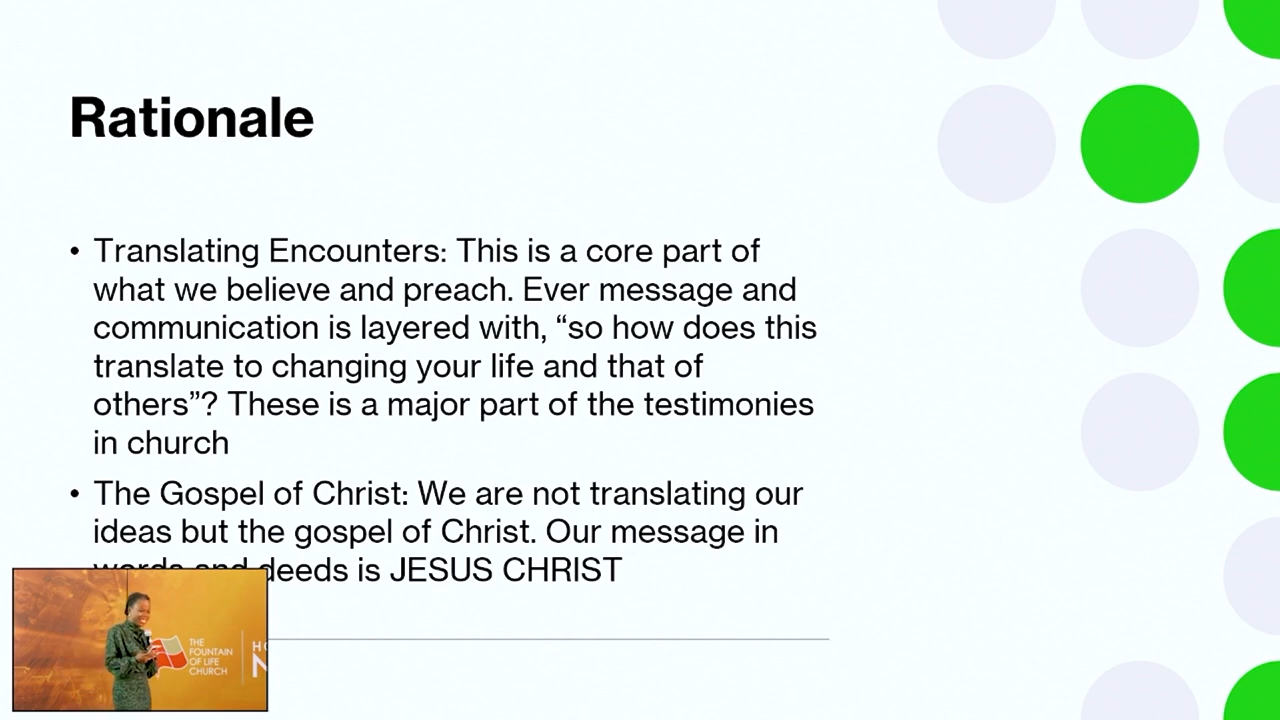 Rationale
• Translating Encounters: This is a core part of
what we believe and preach. Ever message and
communication is layered with, “so how does this
translate to changing your life and that of
others”? These is a major part of the testimonies
in church
• The Gospel of Christ: We are not translating our
ideas but the gospel of Christ. Our message in
words and deeds is JESUS CHRIST
THE
FOUNTAIN
OF LIFE
CHURCH